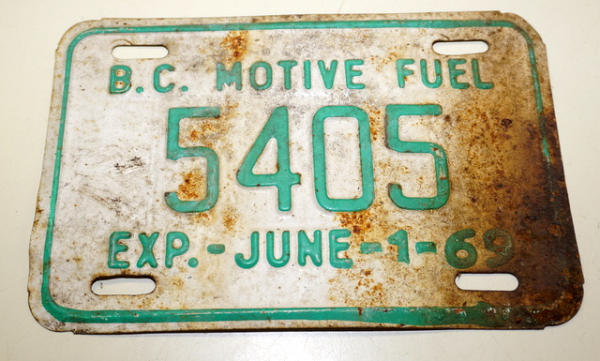 B.C. MOTIVE FUEL
5405
EXP.-JUNE-1-69